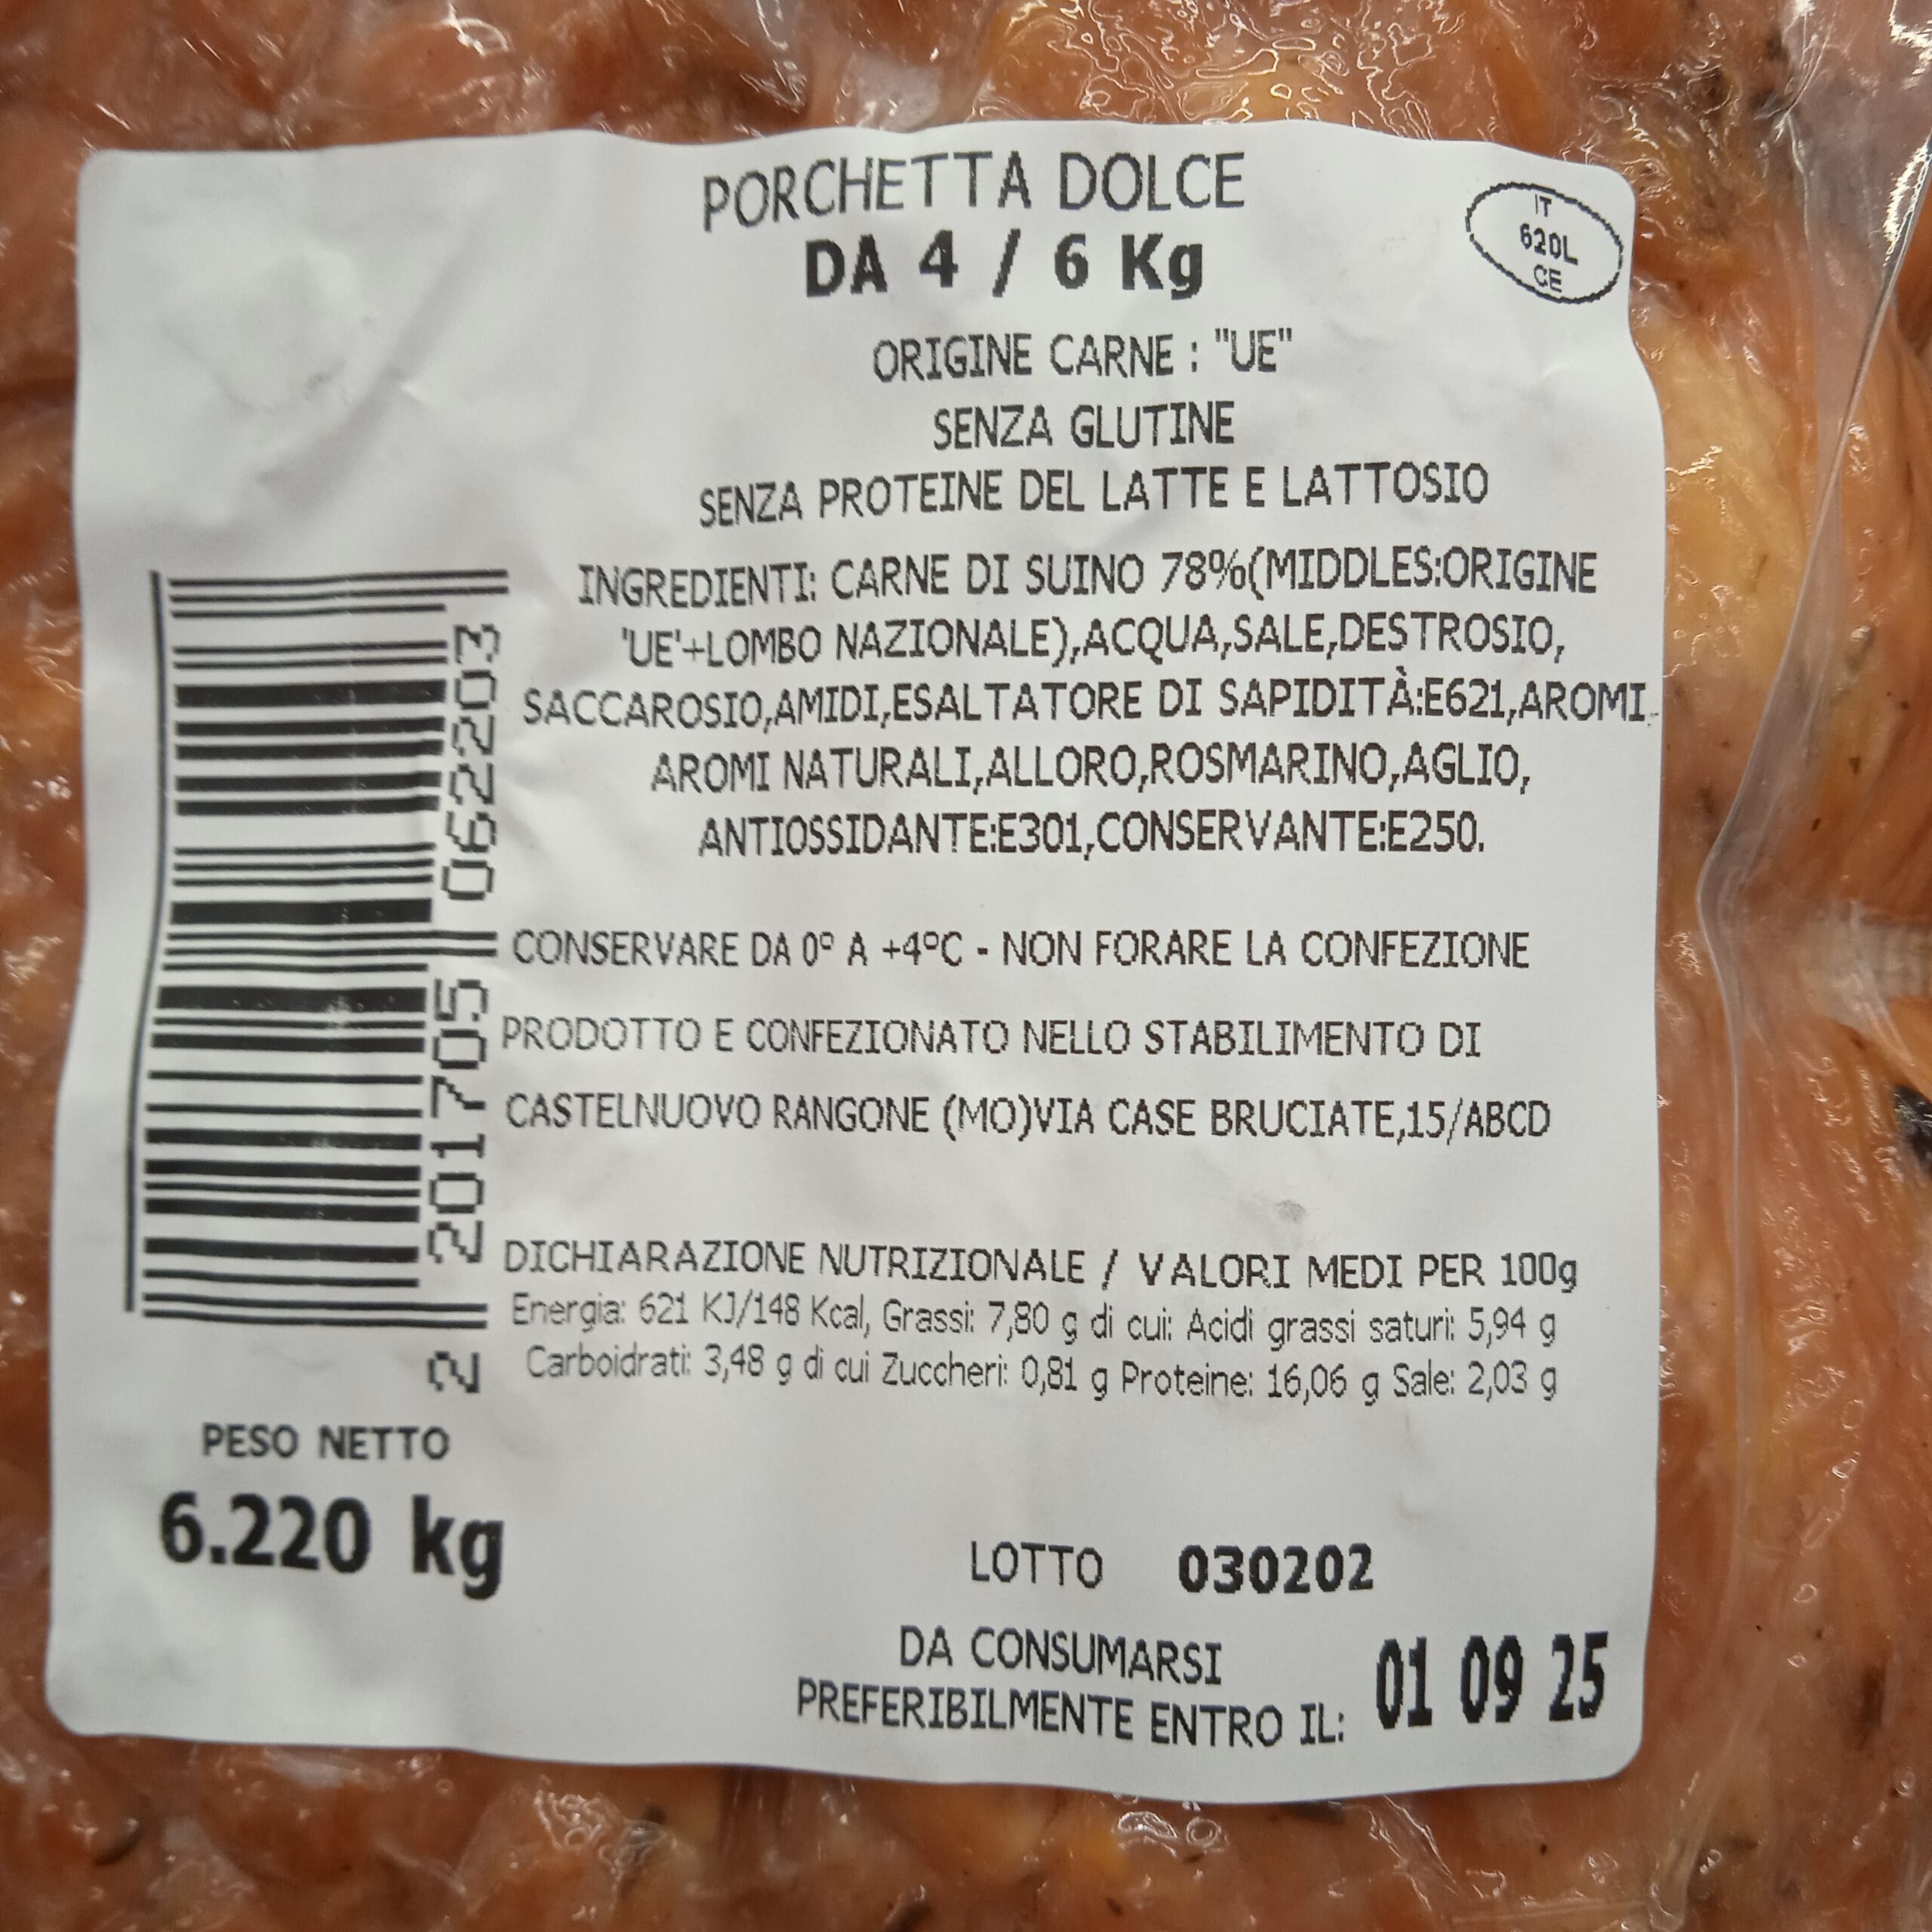 PORCHETTA DOLCE
DA 4 / 6 Kg
IT
620L
CE
ORIGINE CARNE : "UE"
SENZA GLUTINE
SENZA PROTEINE DEL LATTE E LATTOSIO
INGREDIENTI: CARNE DI SUINO 78%(MIDDLES:ORIGINE
'UE'+LOMBO NAZIONALE),ACQUA,SALE,DESTROSIO,
SACCAROSIO,AMIDI,ESALTATORE DI SAPIDITÀ:E621,AROMI,
AROMI NATURALI,ALLORO,ROSMARINO,AGLIO,
ANTIOSSIDANTE:E301,CONSERVANTE:E250.
CONSERVARE DA 0° A +4°C - NON FORARE LA CONFEZIONE
PRODOTTO E CONFEZIONATO NELLO STABILIMENTO DI
CASTELNUOVO RANGONE (MO)VIA CASE BRUCIATE,15/ABCD
DICHIARAZIONE NUTRIZIONALE / VALORI MEDI PER 100g
Energia: 621 KJ/148 Kcal, Grassi: 7,80 g di cui: Acidi grassi saturi: 5,94 g
Carboidrati: 3,48 g di cui Zuccheri: 0,81 g Proteine: 16,06 g Sale: 2,03 g
2 201705 062203
PESO NETTO
6.220 kg
LOTTO 030202
DA CONSUMARSI
PREFERIBILMENTE ENTRO IL: 01 09 25